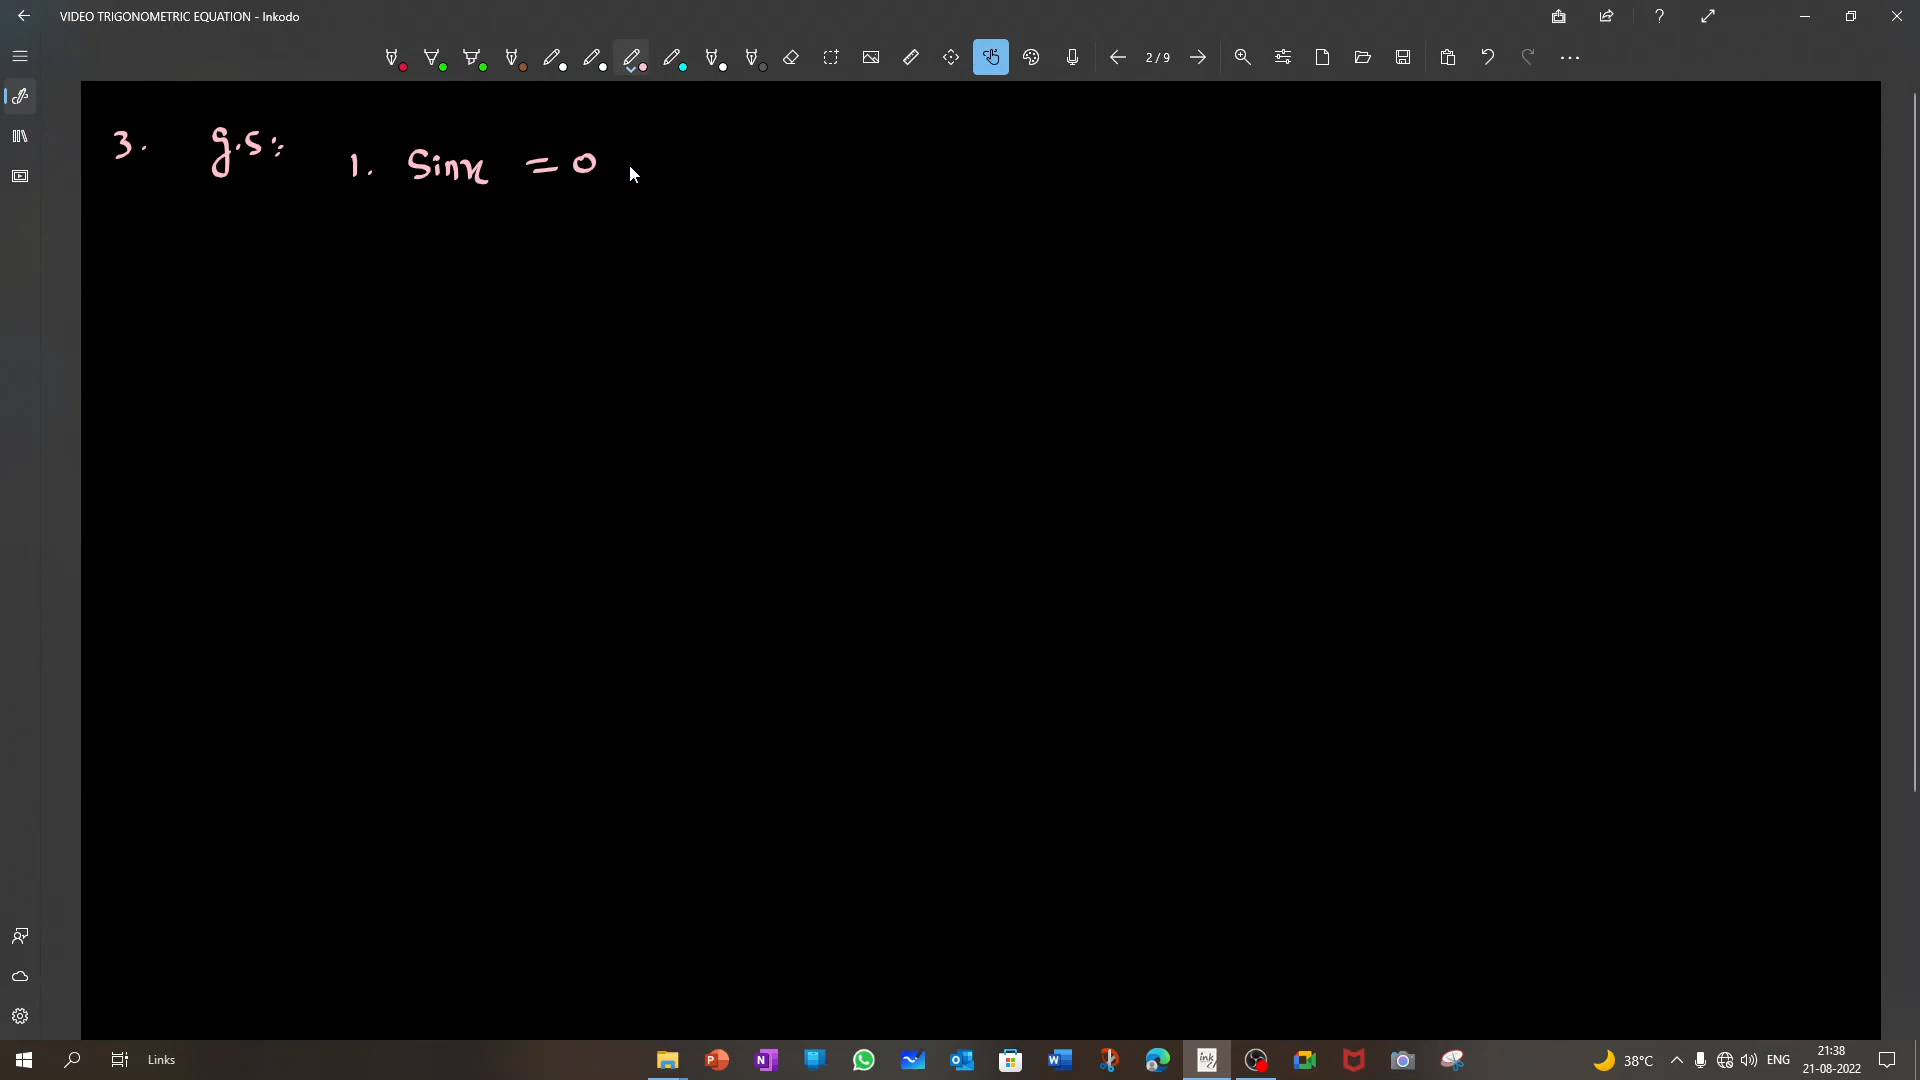 VIDEO TRIGONOMETRIC EQUATION - Inkodo
2 / 9
3. g.s:
1. Sinx = 0
Links
38°C
ENG
21:38
21-08-2022